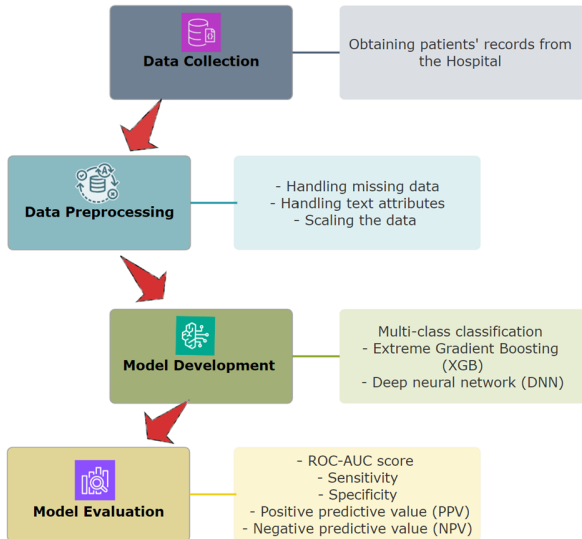 Data Collection
Obtaining patients' records from
the Hospital
Data Preprocessing
- Handling missing data
- Handling text attributes
- Scaling the data
Model Development
Multi-class classification
- Extreme Gradient Boosting
(XGB)
- Deep neural network (DNN)
Model Evaluation
- ROC-AUC score
- Sensitivity
- Specificity
- Positive predictive value (PPV)
- Negative predictive value (NPV)